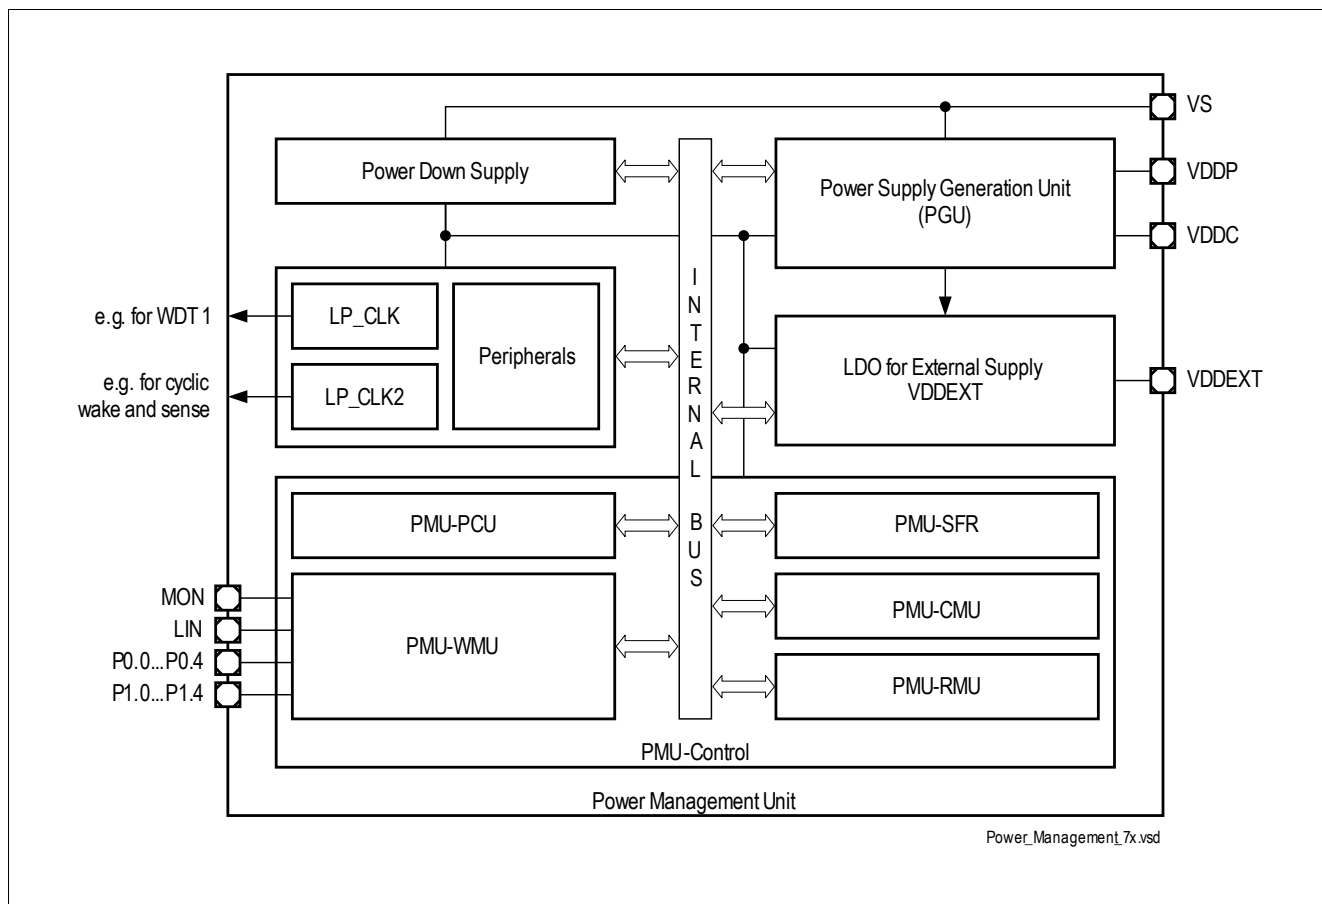 VS
Power Down Supply
Power Supply Generation Unit
(PGU)
VDDP
VDDC
INTERNAL BUS
e.g. for WDT 1
LP_CLK
Peripherals
LDO for External Supply
VDDEXT
VDDEXT
e.g. for cyclic
wake and sense
LP_CLK2
PMU-PCU
PMU-SFR
MON
LIN
P0.0...P0.4
P1.0...P1.4
PMU-WMU
PMU-CMU
PMU-RMU
PMU-Control
Power Management Unit
Power_Management_7x.vsd